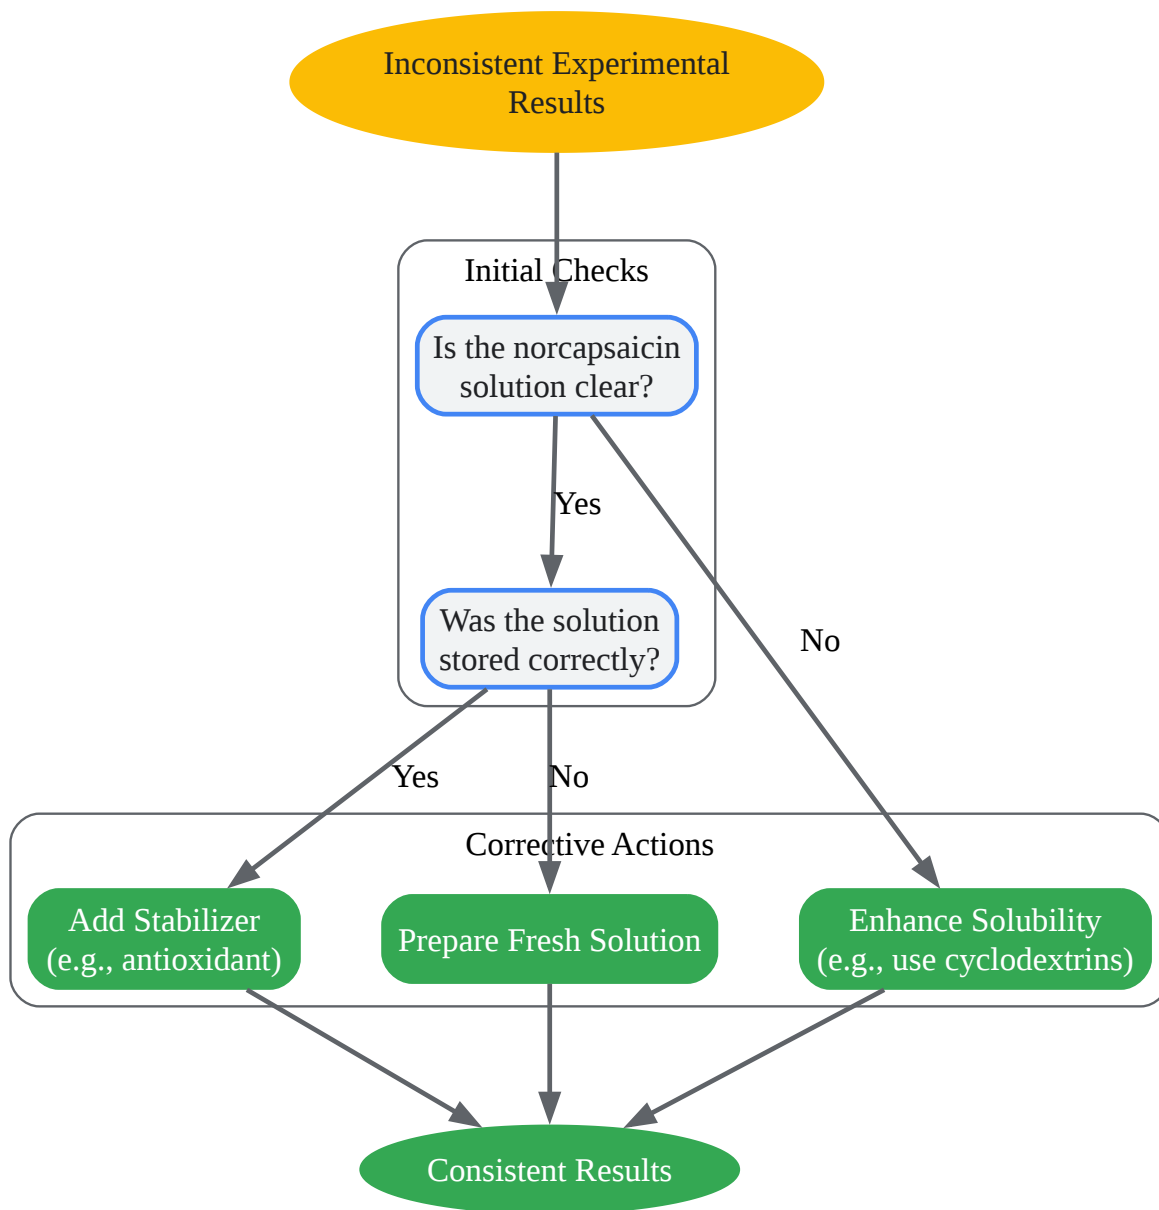 Inconsistent Experimental
Results
Initial Checks
Is the norcapsaicin
solution clear?
Yes
Was the solution
stored correctly?
No
Yes
No
Corrective Actions
Add Stabilizer
(e.g., antioxidant)
Prepare Fresh Solution
Enhance Solubility
(e.g., use cyclodextrins)
Consistent Results